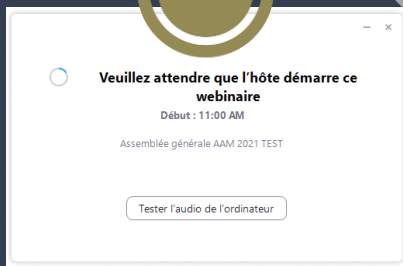 Veuillez attendre que l'hôte démarre ce
webinaire
Début : 11:00 AM
Assemblée générale AAM 2021 TEST
Tester l'audio de l'ordinateur